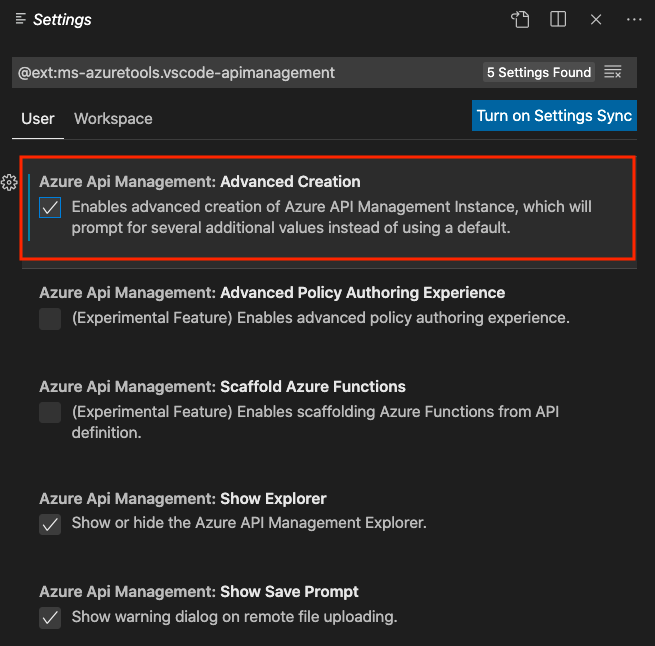 Settings
@ext:ms-azuretools.vscode-apimanagement
5 Settings Found
User
Workspace
Turn on Settings Sync
Azure Api Management: Advanced Creation
Enables advanced creation of Azure API Management Instance, which will
prompt for several additional values instead of using a default.
Azure Api Management: Advanced Policy Authoring Experience
(Experimental Feature) Enables advanced policy authoring experience.
Azure Api Management: Scaffold Azure Functions
(Experimental Feature) Enables scaffolding Azure Functions from API
definition.
Azure Api Management: Show Explorer
Show or hide the Azure API Management Explorer.
Azure Api Management: Show Save Prompt
Show warning dialog on remote file uploading.